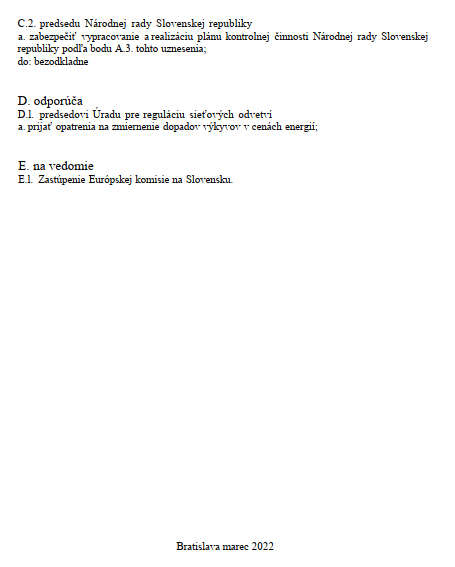 C.2. predsedu Národnej rady Slovenskej republiky
a. zabezpečiť vypracovanie a realizáciu plánu kontrolnej činnosti Národnej rady Slovenskej
republiky podľa bodu A.3. tohto uznesenia;
do: bezodkladne
D. odporúča
D.1. predsedovi Úradu pre reguláciu sieťových odvetví
a. prijať opatrenia na zmiernenie dopadov výkyvov v cenách energií;
E. na vedomie
E.1. Zastúpenie Európskej komisie na Slovensku.
Bratislava marec 2022